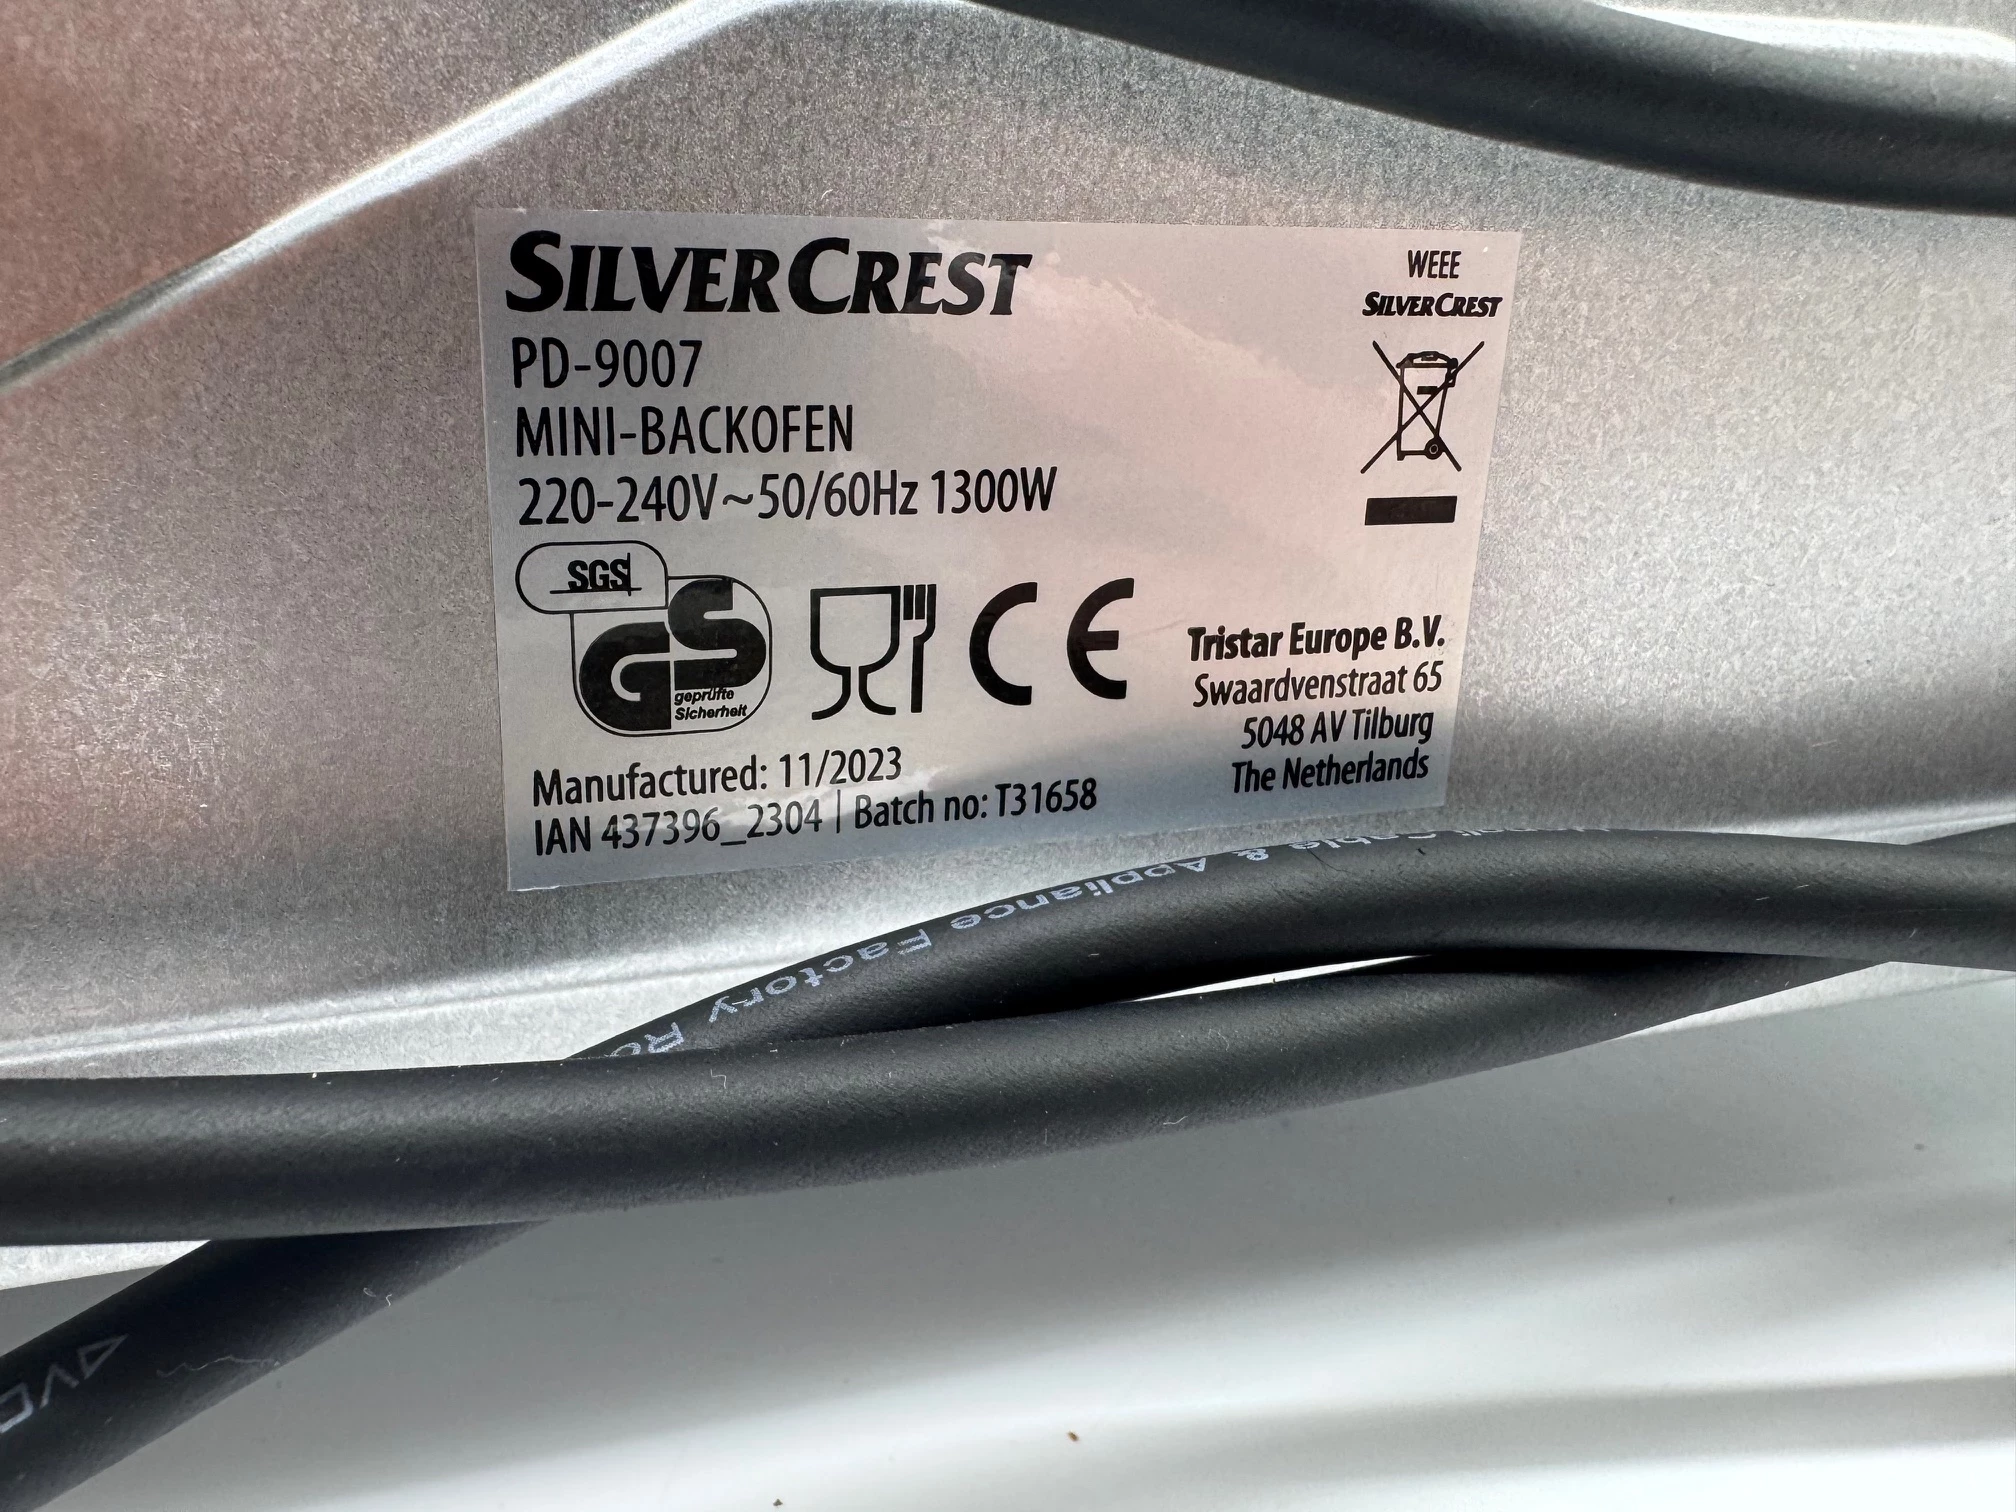 SILVERCREST
PD-9007
MINI-BACKOFEN
220-240V~50/60Hz 1300W
WEEE
SILVERCREST
SGS
GS
geprüfte
Sicherheit
CE
Tristar Europe B.V.
Swaardvenstraat 65
5048 AV Tilburg
The Netherlands
Manufactured: 11/2023
IAN 437396_2304 | Batch no: T31658
Cable & Appliance Factory